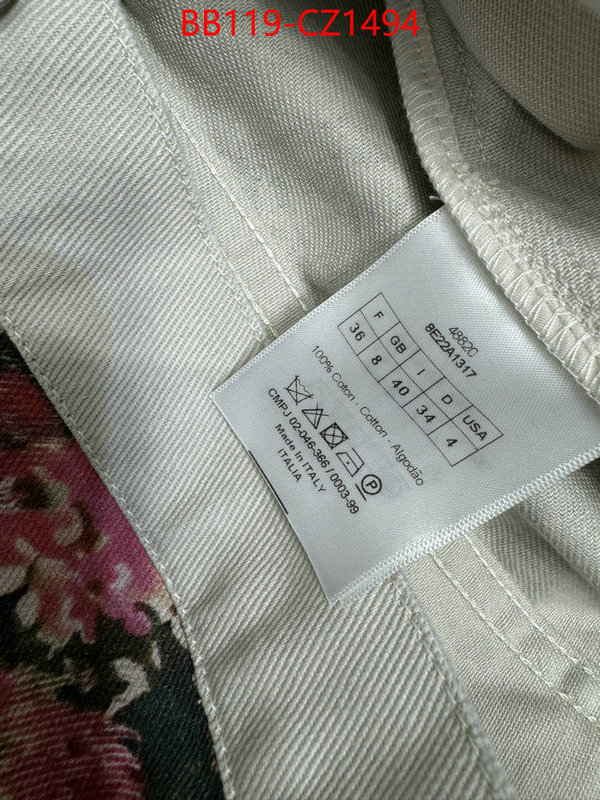 BB119-CZ1494
48820
8E22A1317
F GB I D USA
36 8 40 34 4
100% Coton - Cotton - Algodão
P
CMPJ 02-046-366 / 0003-99
Made In ITALY
ITALIA